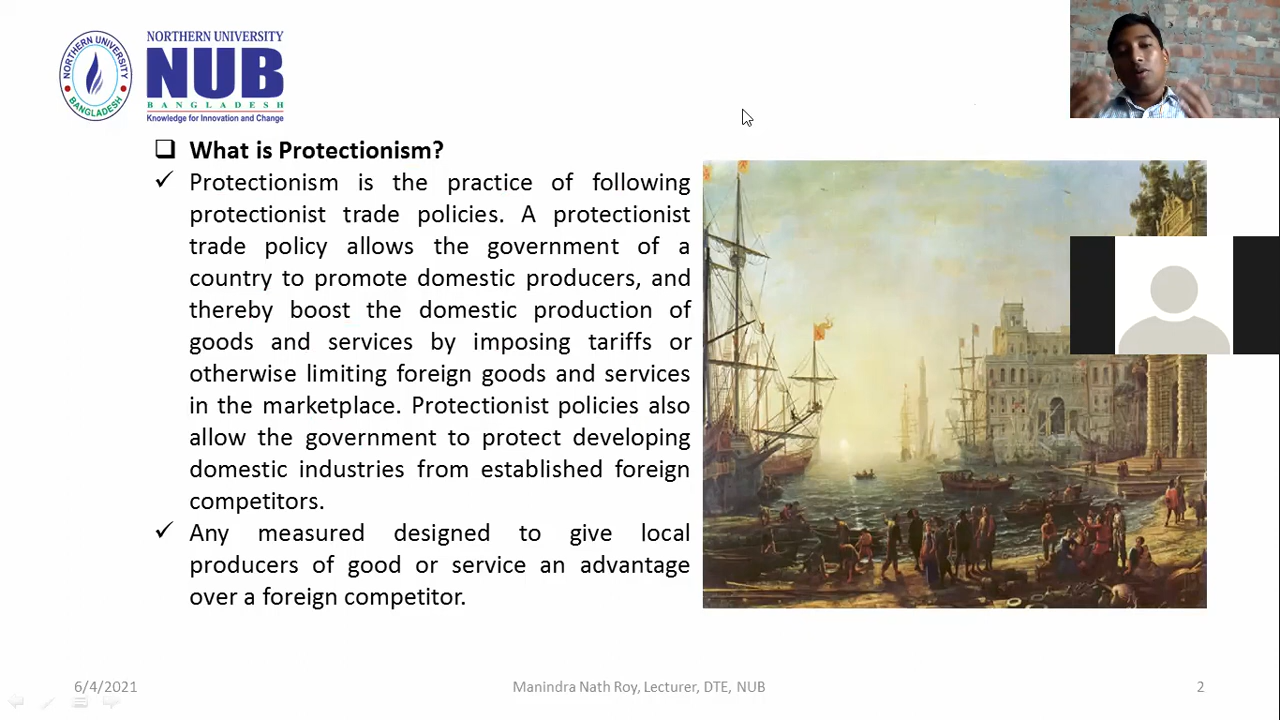 NORTHERN UNIVERSITY
BANGLADESH
NORTHERN UNIVERSITY
NUB
BANGLADESH
Knowledge for Innovation and Change
What is Protectionism?
Protectionism is the practice of following
protectionist trade policies. A protectionist
trade policy allows the government of a
country to promote domestic producers, and
thereby boost the domestic production of
goods and services by imposing tariffs or
otherwise limiting foreign goods and services
in the marketplace. Protectionist policies also
allow the government to protect developing
domestic industries from established foreign
competitors.
Any measured designed to give local
producers of good or service an advantage
over a foreign competitor.
6/4/2021
Manindra Nath Roy, Lecturer, DTE, NUB
2